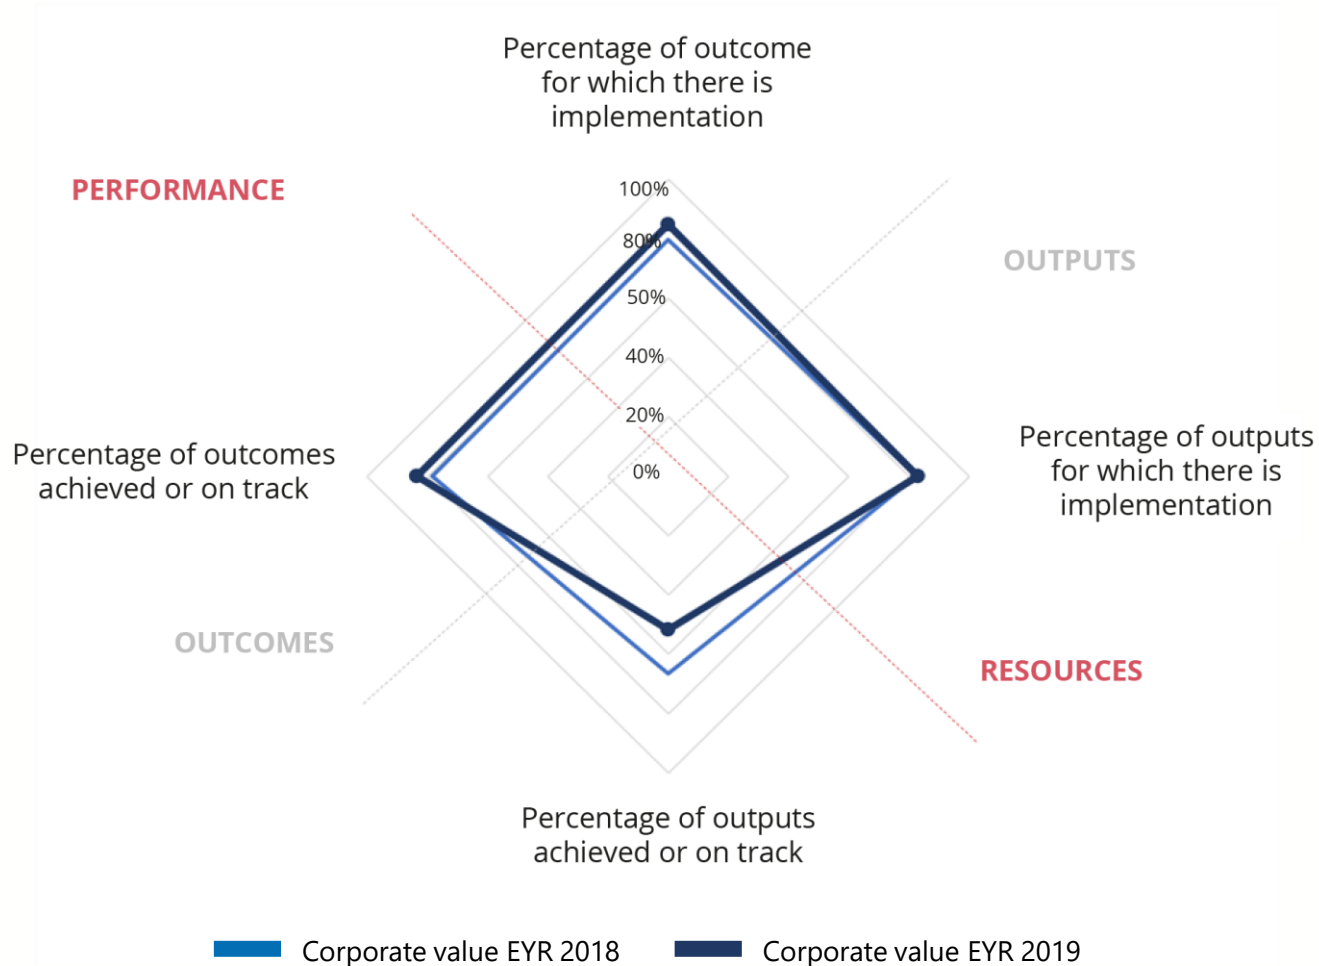 Percentage of outcome
for which there is
implementation
PERFORMANCE
100%
OUTPUTS
80%
50%
40%
20%
0%
Percentage of outcomes
achieved or on track
Percentage of outputs
for which there is
implementation
OUTCOMES
RESOURCES
Percentage of outputs
achieved or on track
Corporate value EYR 2018
Corporate value EYR 2019